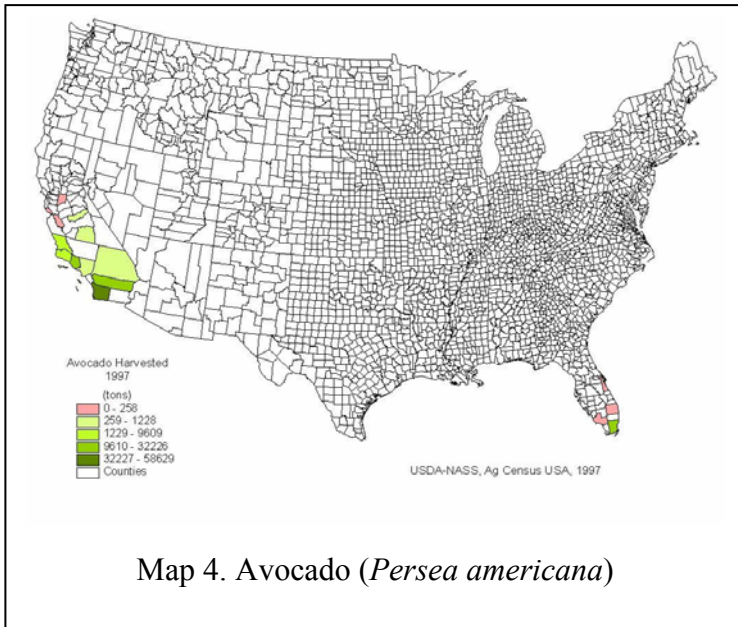 Avocado Harvested
1997
(tons)
0 - 258
259 - 1228
1229 - 9609
9610 - 32226
32227 - 58629
Counties
USDA-NASS, Ag Census USA, 1997
Map 4. Avocado (Persea americana)